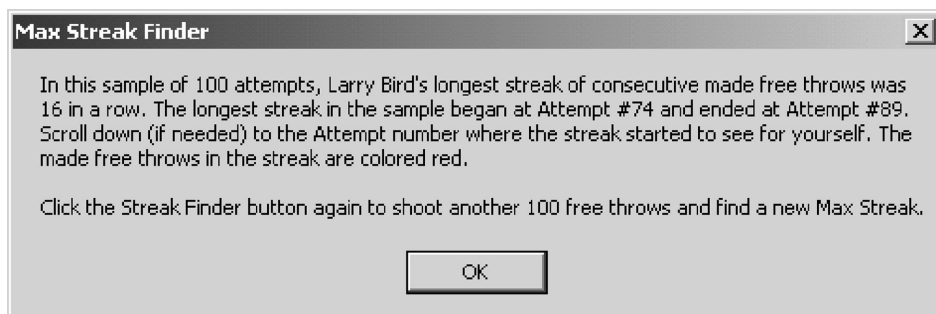 Max Streak Finder
In this sample of 100 attempts, Larry Bird's longest streak of consecutive made free throws was
16 in a row. The longest streak in the sample began at Attempt #74 and ended at Attempt #89.
Scroll down (if needed) to the Attempt number where the streak started to see for yourself. The
made free throws in the streak are colored red.
Click the Streak Finder button again to shoot another 100 free throws and find a new Max Streak.
OK